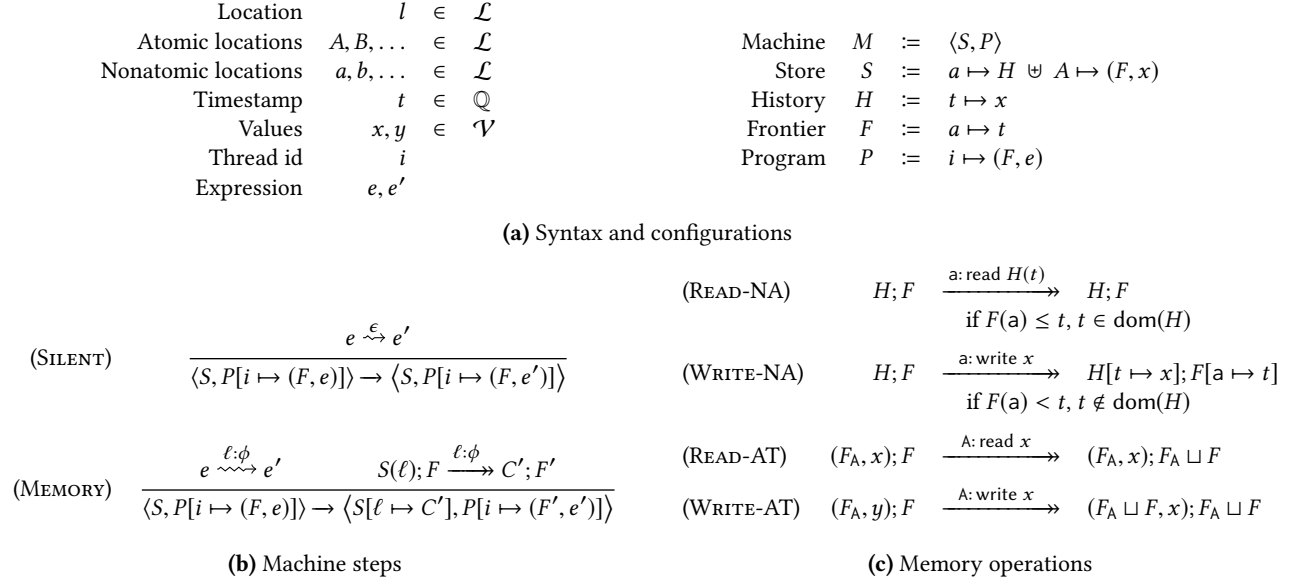 Location l ∈ ℒ
Atomic locations A, B, . . . ∈ ℒ
Nonatomic locations a, b, . . . ∈ ℒ
Timestamp t ∈ ℚ
Values x, y ∈ 𝒱
Thread id i
Expression e, e′
Machine M := ⟨S, P⟩
Store S := a ↦ H ⊎ A ↦ (F, x)
History H := t ↦ x
Frontier F := a ↦ t
Program P := i ↦ (F, e)
(a) Syntax and configurations
(Silent)
e ⇝ϵ e′
⟨S, P[i ↦ (F, e)]⟩ → ⟨S, P[i ↦ (F, e′)]⟩
(Memory)
e ⇝ℓ:ϕ e′ S(ℓ); F ↠ℓ:ϕ C′; F′
⟨S, P[i ↦ (F, e)]⟩ → ⟨S[ℓ ↦ C′], P[i ↦ (F′, e′)]⟩
(b) Machine steps
a: read H(t)
(Read-NA) H; F ↠ H; F
if F(a) ≤ t, t ∈ dom(H)
a: write x
(Write-NA) H; F ↠ H[t ↦ x]; F[a ↦ t]
if F(a) < t, t ∉ dom(H)
A: read x
(Read-AT) (F_A, x); F ↠ (F_A, x); F_A ⊔ F
A: write x
(Write-AT) (F_A, y); F ↠ (F_A ⊔ F, x); F_A ⊔ F
(c) Memory operations